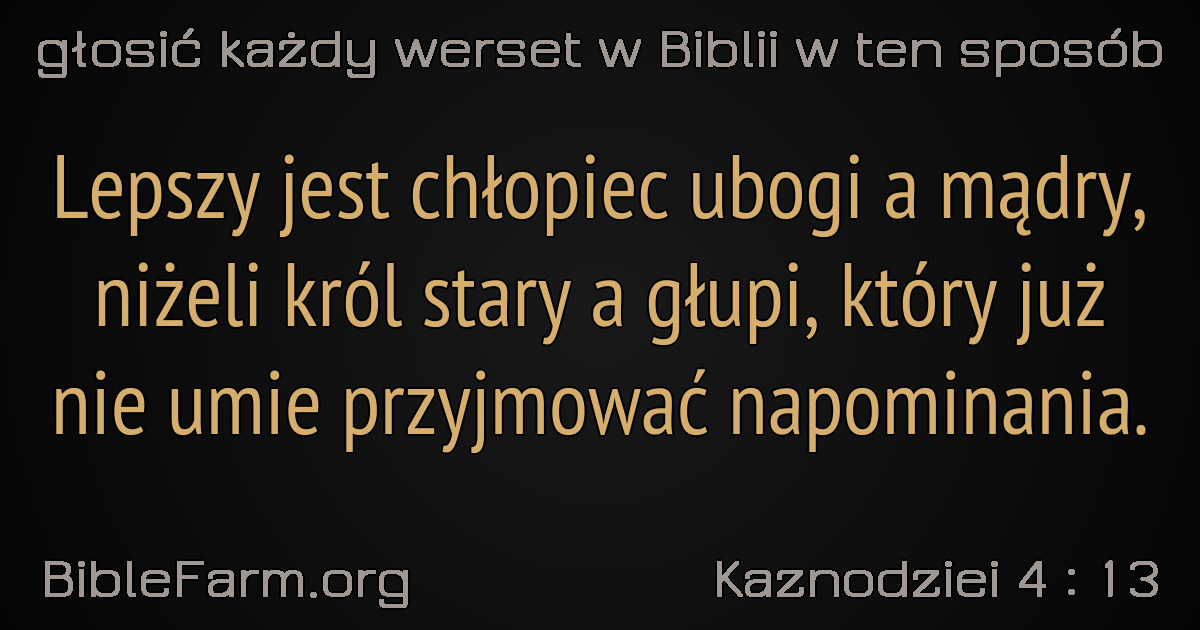 głosić każdy werset w Biblii w ten sposób
Lepszy jest chłopiec ubogi a mądry,
niżeli król stary a głupi, który już
nie umie przyjmować napominania.
BibleFarm.org
Kaznodziei 4 : 13